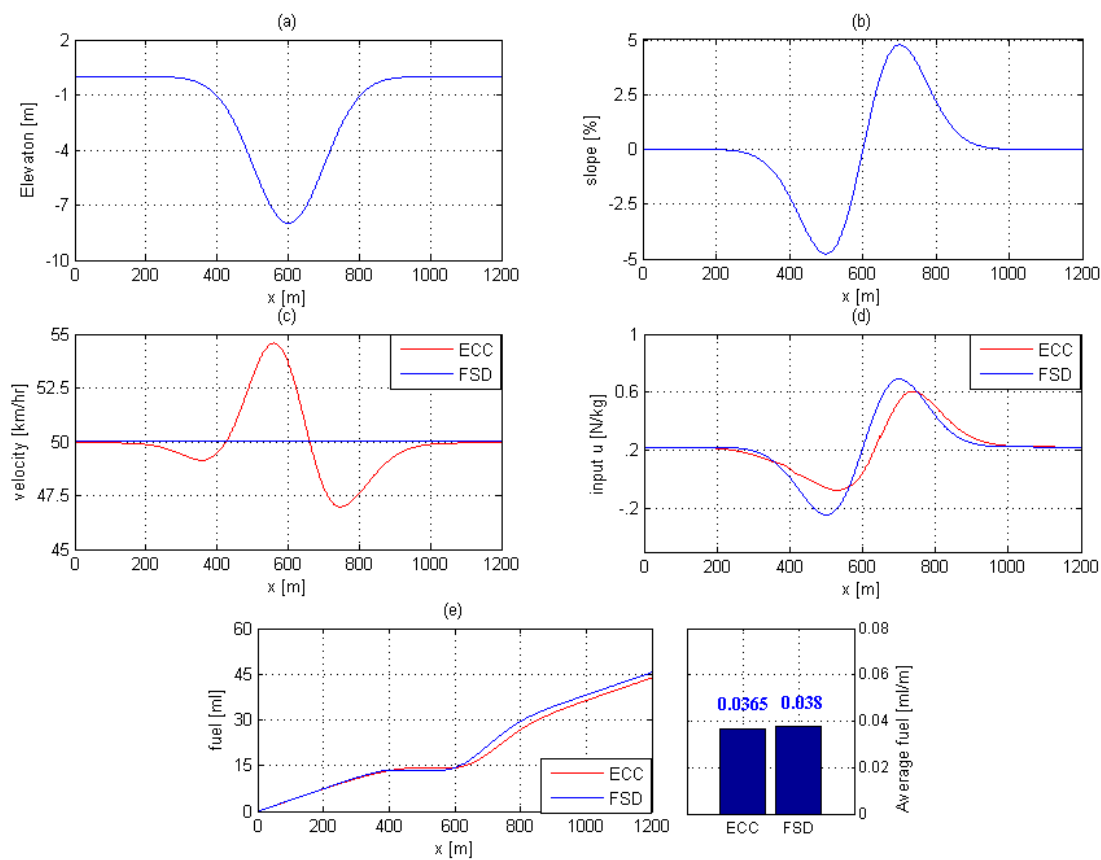 (a)
2
-1
-4
-7
-10
Elevaton [m]
0 200 400 600 800 1000 1200
x [m]
(b)
5
2.5
0
-2.5
-5
slope [%]
0 200 400 600 800 1000 1200
x [m]
(c)
55
52.5
50
47.5
45
velocity [km/hr]
ECC
FSD
0 200 400 600 800 1000 1200
x [m]
(d)
1
0.6
.2
-.2
input u [N/kg]
ECC
FSD
0 200 400 600 800 1000 1200
x [m]
(e)
60
45
30
15
0
fuel [ml]
ECC
FSD
0 200 400 600 800 1000 1200
x [m]
0.0365 0.038
0.08
0.06
0.04
0.02
0
Average fuel [ml/m]
ECC FSD